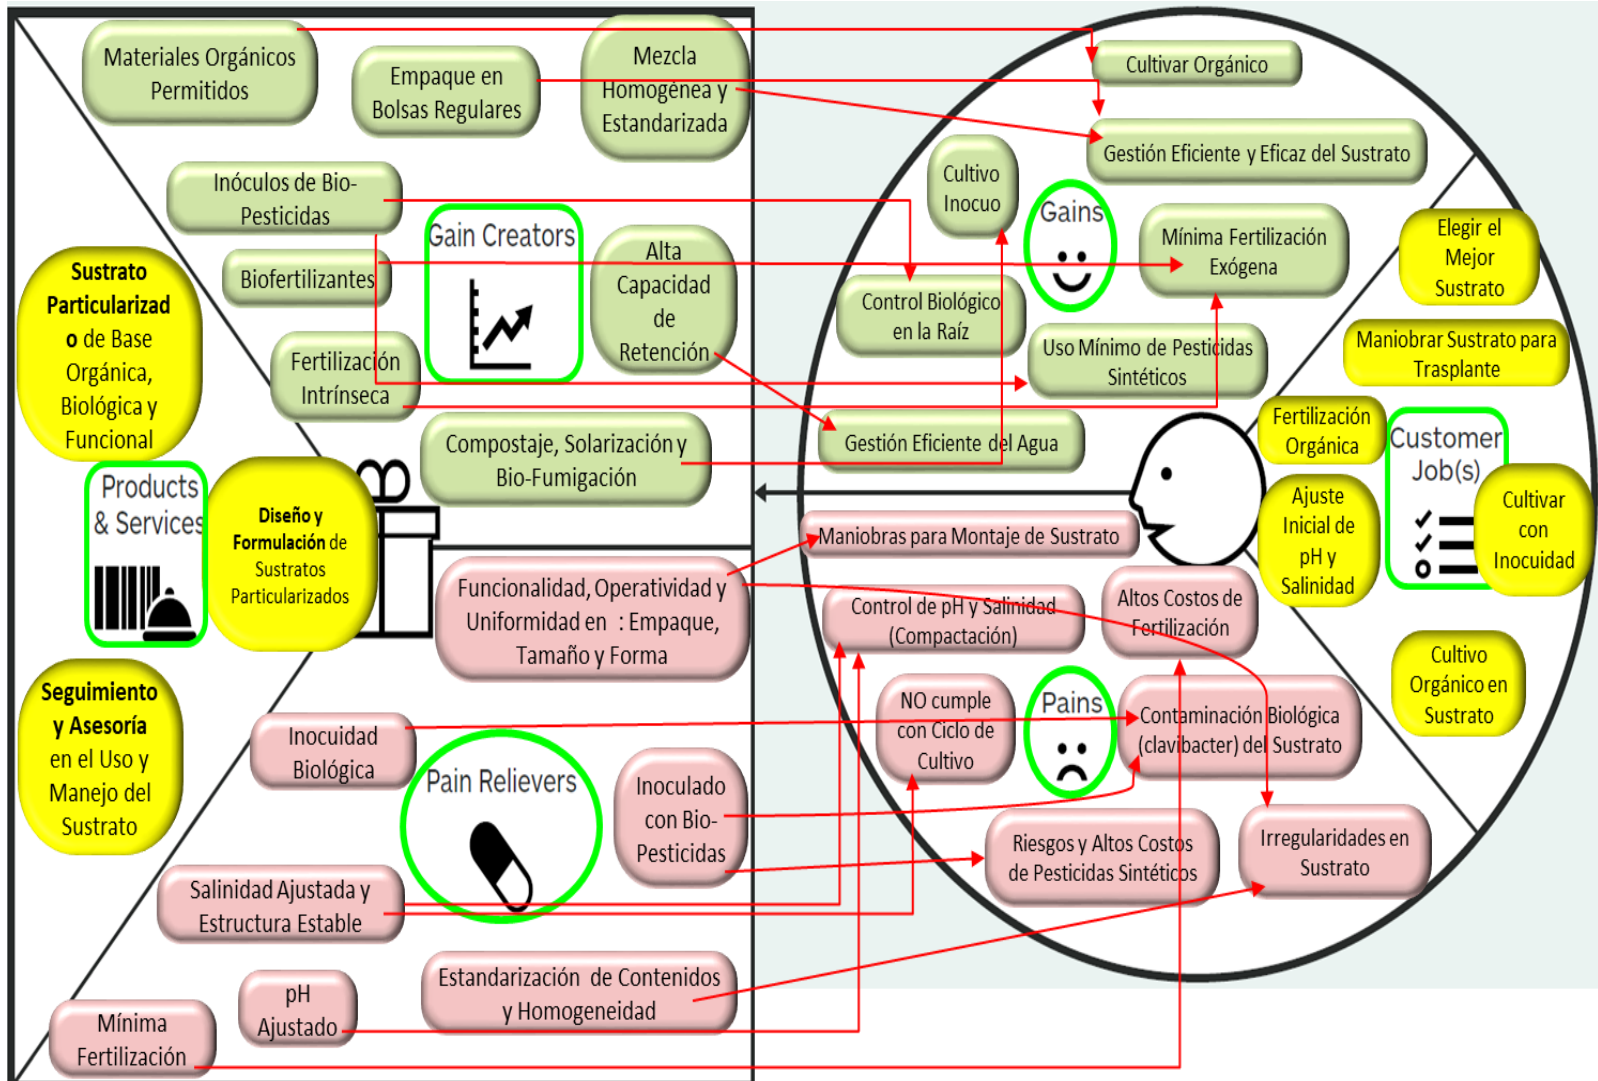 Materiales Orgánicos
Permitidos
Empaque en
Bolsas Regulares
Mezcla
Homogénea y
Estandarizada
Inóculos de Bio-
Pesticidas
Biofertilizantes
Fertilización
Intrínseca
Gain Creators
Alta
Capacidad
de
Retención
Compostaje, Solarización y
Bio-Fumigación
Sustrato
Particularizad
o de Base
Orgánica,
Biológica y
Funcional
Products
& Services
Diseño y
Formulación de
Sustratos
Particularizados
Seguimiento
y Asesoría
en el Uso y
Manejo del
Sustrato
Funcionalidad, Operatividad y
Uniformidad en : Empaque,
Tamaño y Forma
Inocuidad
Biológica
Pain Relievers
Inoculado
con Bio-
Pesticidas
Salinidad Ajustada y
Estructura Estable
Estandarización de Contenidos
y Homogeneidad
pH
Ajustado
Mínima
Fertilización
Cultivar Orgánico
Gestión Eficiente y Eficaz del Sustrato
Cultivo
Inocuo
Gains
Mínima Fertilización
Exógena
Control Biológico
en la Raíz
Uso Mínimo de Pesticidas
Sintéticos
Gestión Eficiente del Agua
Elegir el
Mejor
Sustrato
Maniobrar Sustrato para
Trasplante
Fertilización
Orgánica
Customer
Job(s)
Ajuste
Inicial de
pH y
Salinidad
Cultivar
con
Inocuidad
Cultivo
Orgánico en
Sustrato
Maniobras para Montaje de Sustrato
Control de pH y Salinidad
(Compactación)
Altos Costos de
Fertilización
NO cumple
con Ciclo de
Cultivo
Pains
Contaminación Biológica
(clavibacter) del Sustrato
Riesgos y Altos Costos
de Pesticidas Sintéticos
Irregularidades en
Sustrato